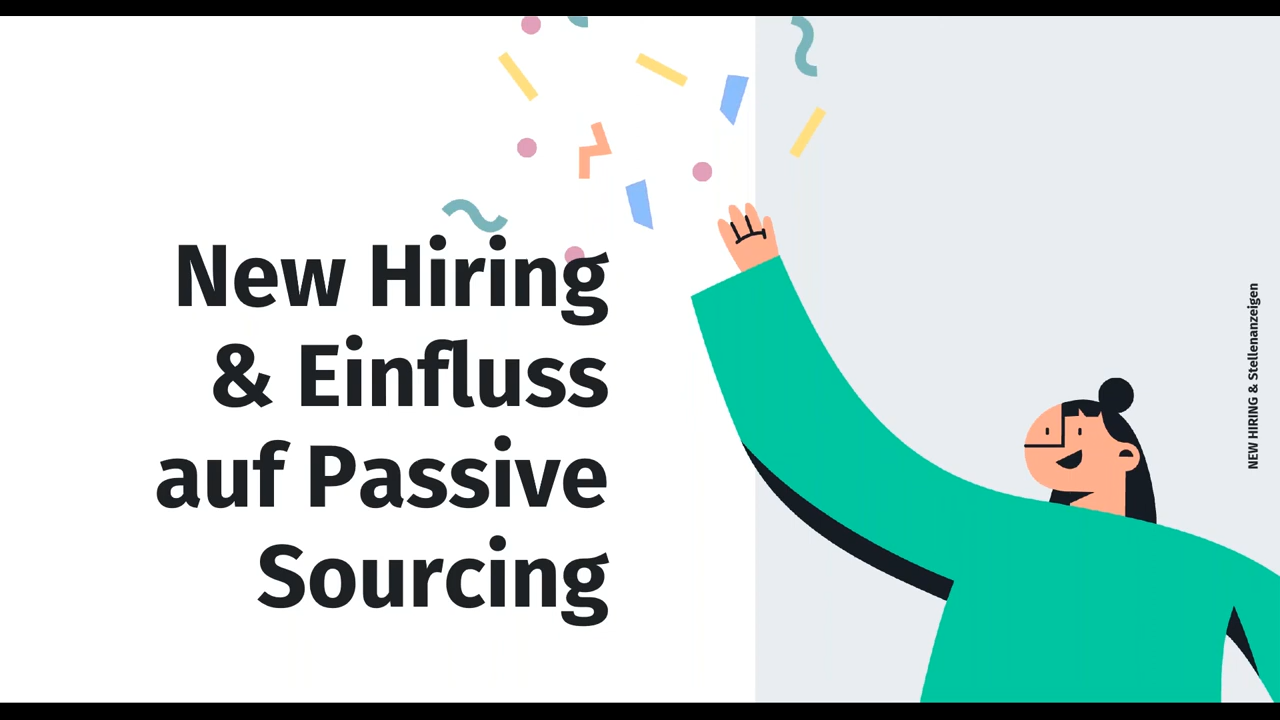 New Hiring
& Einfluss
auf Passive
Sourcing
NEW HIRING & Stellenanzeigen